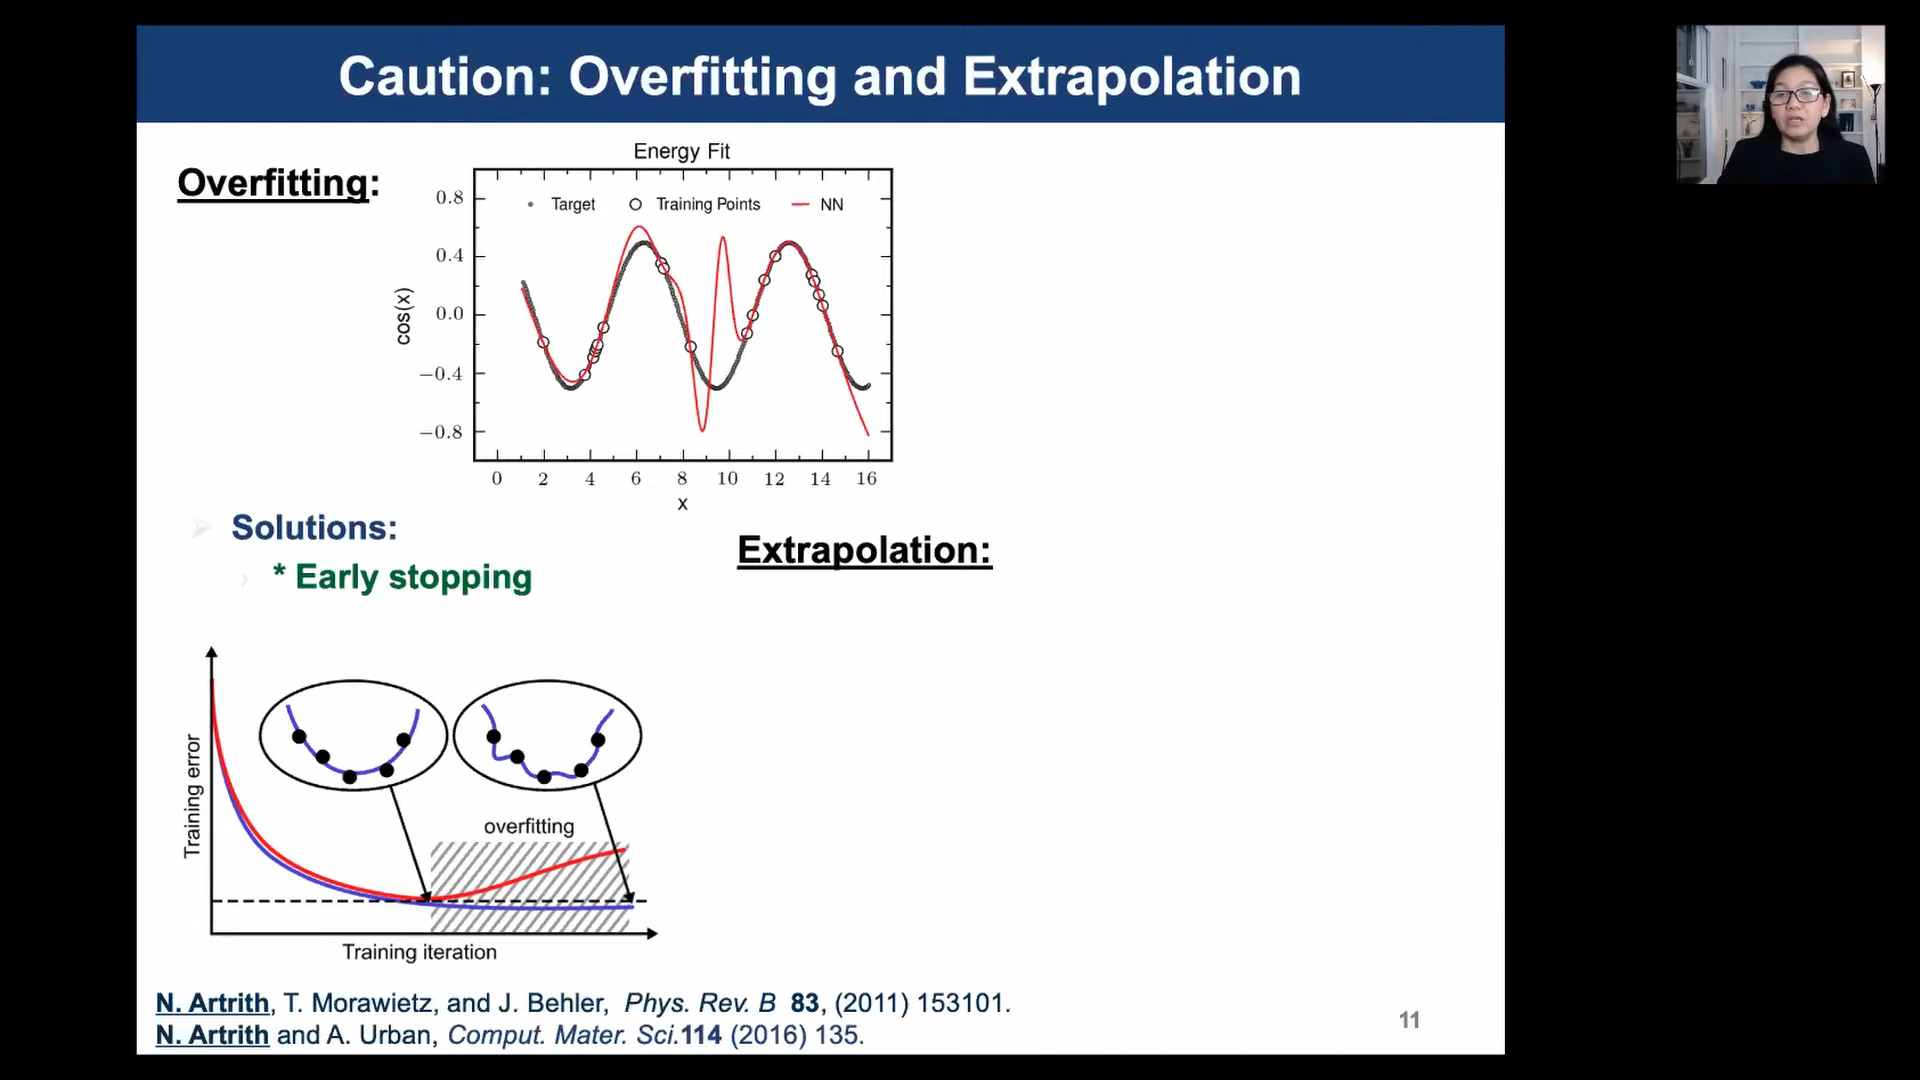 Caution: Overfitting and Extrapolation
Overfitting:
Energy Fit
Target Training Points NN
0.8
0.4
0.0
−0.4
−0.8
cos(x)
0 2 4 6 8 10 12 14 16
x
Solutions:
* Early stopping
Extrapolation:
Training error
overfitting
Training iteration
N. Artrith, T. Morawietz, and J. Behler, Phys. Rev. B 83, (2011) 153101.
N. Artrith and A. Urban, Comput. Mater. Sci.114 (2016) 135.
11